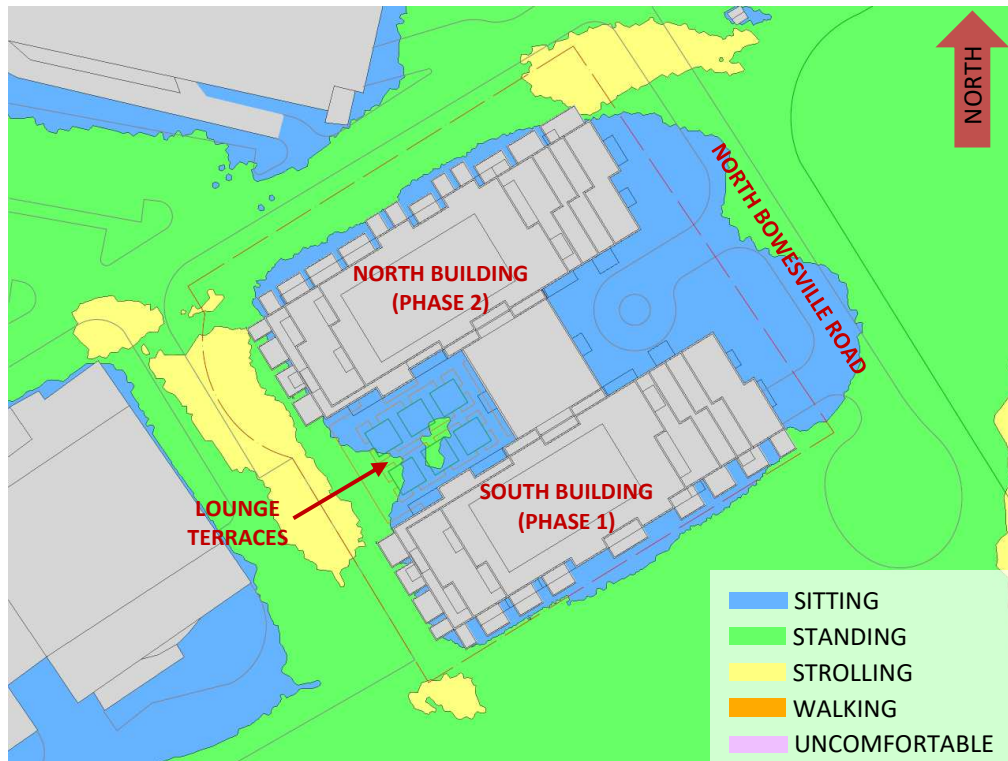 NORTH
NORTH BOWESVILLE ROAD
NORTH BUILDING
(PHASE 2)
SOUTH BUILDING
(PHASE 1)
LOUNGE
TERRACES
SITTING
STANDING
STROLLING
WALKING
UNCOMFORTABLE